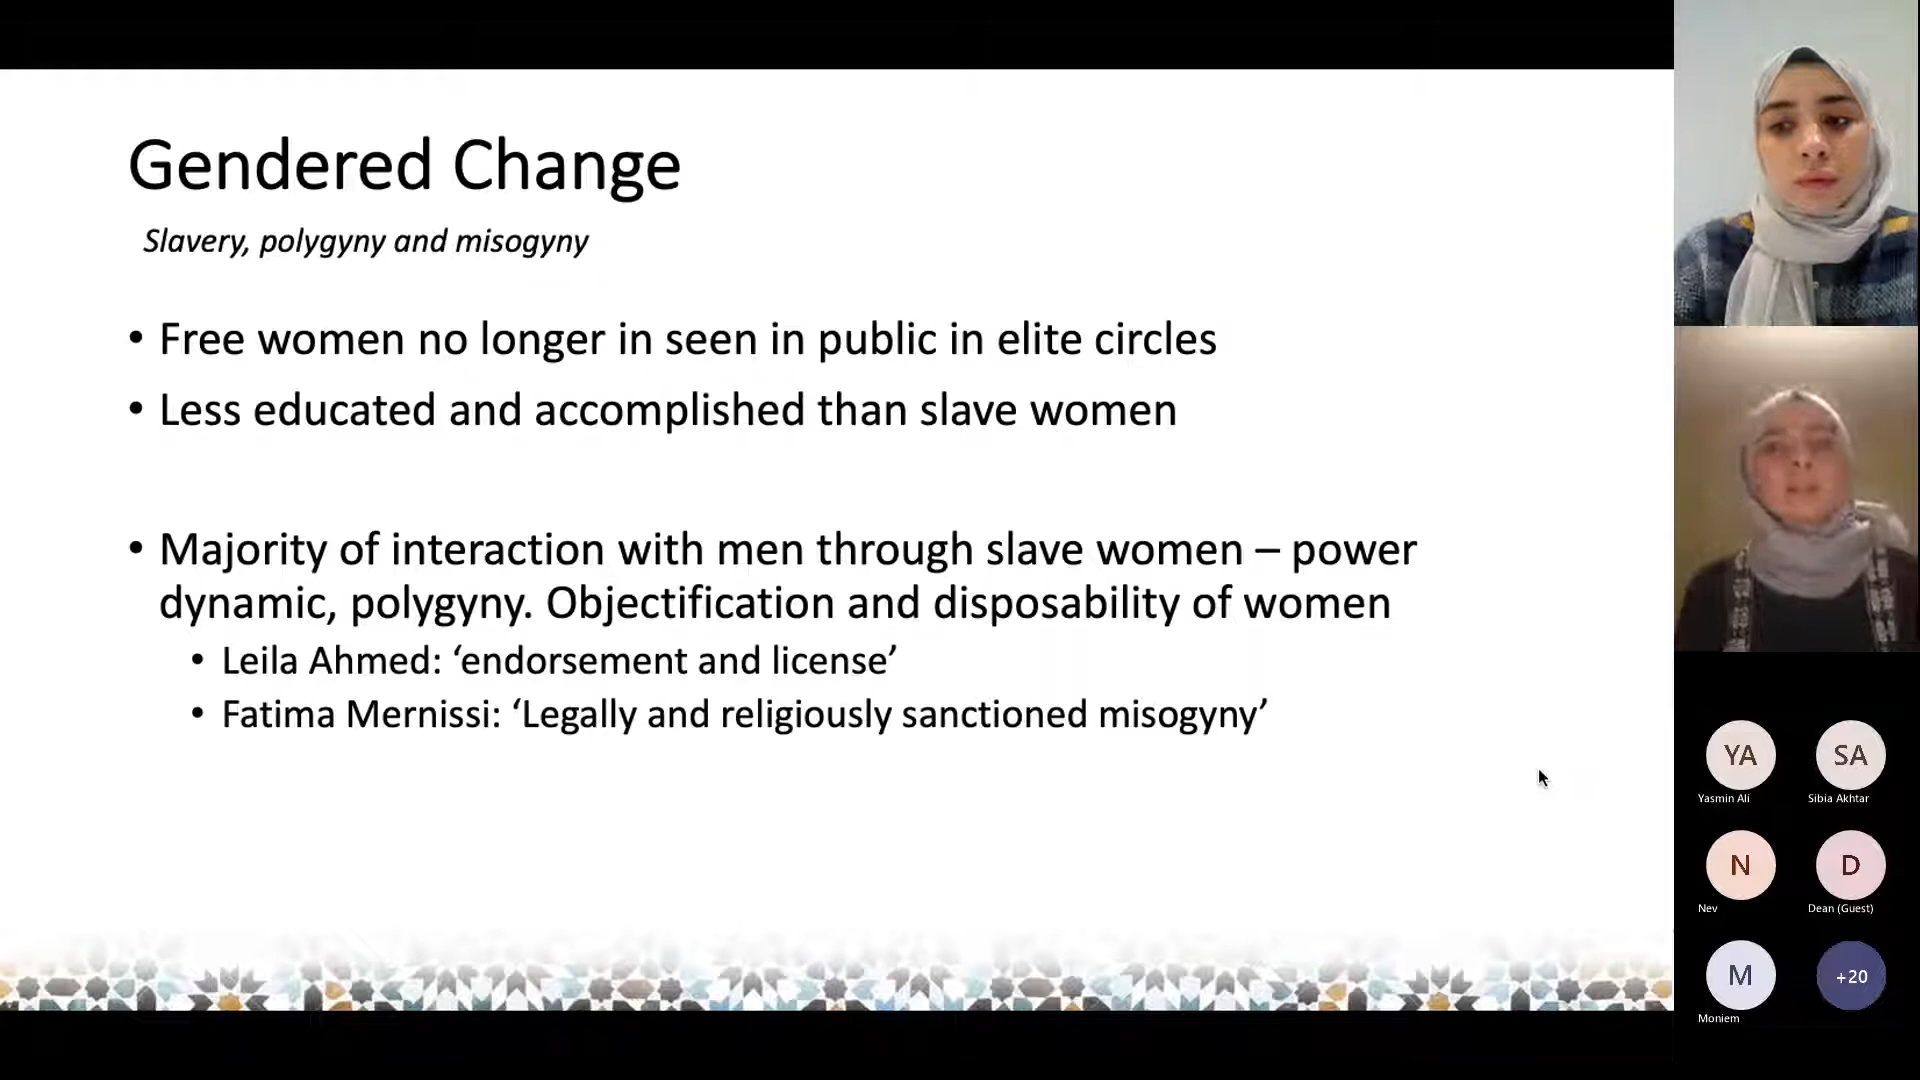 Gendered Change
Slavery, polygyny and misogyny
• Free women no longer in seen in public in elite circles
• Less educated and accomplished than slave women
• Majority of interaction with men through slave women – power
dynamic, polygyny. Objectification and disposability of women
• Leila Ahmed: ‘endorsement and license’
• Fatima Mernissi: ‘Legally and religiously sanctioned misogyny’
YA
SA
Yasmin Ali
Sibia Akhtar
N
D
Nev
Dean (Guest)
M
+20
Moniem